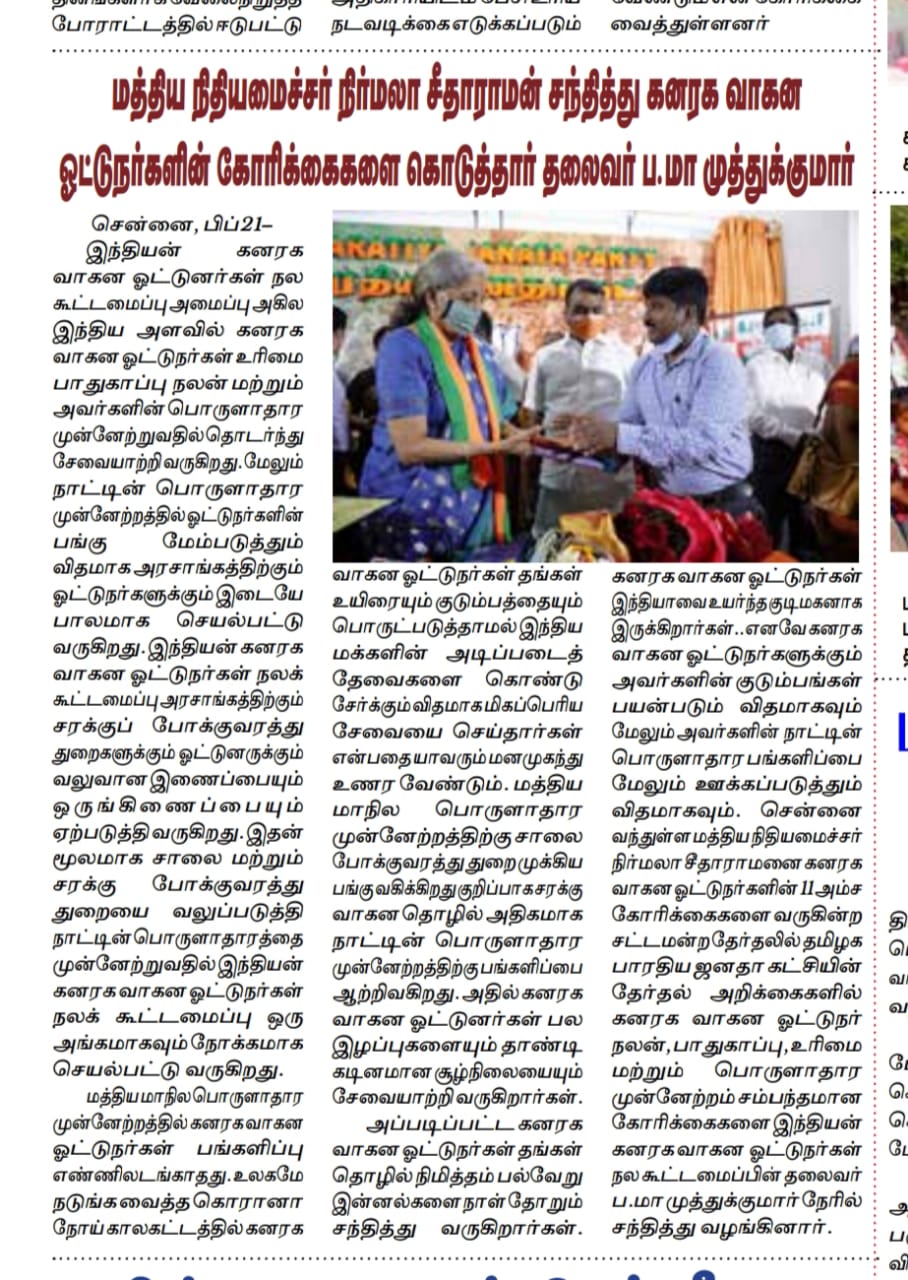 போராட்டத்தில் ஈடுபட்டு
நடவடிக்கை எடுக்கப்படும்
வைத்துள்ளனர்
மத்திய நிதியமைச்சர் நிர்மலா சீதாராமன் சந்தித்து கனரக வாகன
ஓட்டுநர்களின் கோரிக்கைகளை கொடுத்தார் தலைவர் ப.மா முத்துக்குமார்
சென்னை, பிப் 21–
இந்தியன் கனரக
வாகன ஓட்டுனர்கள் நல
கூட்டமைப்பு அமைப்பு அகில
இந்திய அளவில் கனரக
வாகன ஓட்டுநர்கள் உரிமை
பாதுகாப்பு நலன் மற்றும்
அவர்களின் பொருளாதார
முன்னேற்றுவதில் தொடர்ந்து
சேவையாற்றி வருகிறது. மேலும்
நாட்டின் பொருளாதார
முன்னேற்றத்தில் ஓட்டுநர்களின்
பங்கு மேம்படுத்தும்
விதமாக அரசாங்கத்திற்கும்
ஓட்டுநர்களுக்கும் இடையே
பாலமாக செயல்பட்டு
வருகிறது. இந்தியன் கனரக
வாகன ஓட்டுநர்கள் நலக்
கூட்டமைப்பு அரசாங்கத்திற்கும்
சரக்குப் போக்குவரத்து
துறைகளுக்கும் ஓட்டுனருக்கும்
வலுவான இணைப்பையும்
ஒருங்கிணைப்பையும்
ஏற்படுத்தி வருகிறது. இதன்
மூலமாக சாலை மற்றும்
சரக்கு போக்குவரத்து
துறையை வலுப்படுத்தி
நாட்டின் பொருளாதாரத்தை
முன்னேற்றுவதில் இந்தியன்
கனரக வாகன ஓட்டுநர்கள்
நலக் கூட்டமைப்பு ஒரு
அங்கமாகவும் நோக்கமாக
செயல்பட்டு வருகிறது.
மத்திய மாநில பொருளாதார
முன்னேற்றத்தில் கனரக வாகன
ஓட்டுநர்கள் பங்களிப்பு
எண்ணிலடங்காதது. உலகமே
நடுங்க வைத்த கொரானா
நோய் காலகட்டத்தில் கனரக
BHARATIYA JANATA PARTY
வாகன ஓட்டுநர்கள் தங்கள்
உயிரையும் குடும்பத்தையும்
பொருட்படுத்தாமல் இந்திய
மக்களின் அடிப்படைத்
தேவைகளை கொண்டு
சேர்க்கும் விதமாக மிகப்பெரிய
சேவையை செய்தார்கள்
என்பதை யாவரும் மனமுகந்து
உணர வேண்டும். மத்திய
மாநில பொருளாதார
முன்னேற்றத்திற்கு சாலை
போக்குவரத்து துறை முக்கிய
பங்கு வகிக்கிறது குறிப்பாக சரக்கு
வாகன தொழில் அதிகமாக
நாட்டின் பொருளாதார
முன்னேற்றத்திற்கு பங்களிப்பை
ஆற்றிவகிறது. அதில் கனரக
வாகன ஓட்டுனர்கள் பல
இழப்புகளையும் தாண்டி
கடினமான சூழ்நிலையையும்
சேவையாற்றி வருகிறார்கள்.
அப்படிப்பட்ட கனரக
வாகன ஓட்டுநர்கள் தங்கள்
தொழில் நிமித்தம் பல்வேறு
இன்னல்களை நாள் தோறும்
சந்தித்து வருகிறார்கள்.
கனரக வாகன ஓட்டுநர்கள்
இந்தியாவை உயர்ந்த குடிமகனாக
இருக்கிறார்கள்.. எனவே கனரக
வாகன ஓட்டுநர்களுக்கும்
அவர்களின் குடும்பங்கள்
பயன்படும் விதமாகவும்
மேலும் அவர்களின் நாட்டின்
பொருளாதார பங்களிப்பை
மேலும் ஊக்கப்படுத்தும்
விதமாகவும். சென்னை
வந்துள்ள மத்திய நிதியமைச்சர்
நிர்மலா சீதாராமனை கனரக
வாகன ஓட்டுநர்களின் 11 அம்ச
கோரிக்கைகளை வருகின்ற
சட்டமன்ற தேர்தலில் தமிழக
பாரதிய ஜனதா கட்சியின்
தேர்தல் அறிக்கைகளில்
கனரக வாகன ஓட்டுநர்
நலன், பாதுகாப்பு, உரிமை
மற்றும் பொருளாதார
முன்னேற்றம் சம்பந்தமான
கோரிக்கைகளை இந்தியன்
கனரக வாகன ஓட்டுநர்கள்
நல கூட்டமைப்பின் தலைவர்
ப.மா முத்துக்குமார் நேரில்
சந்தித்து வழங்கினார்.